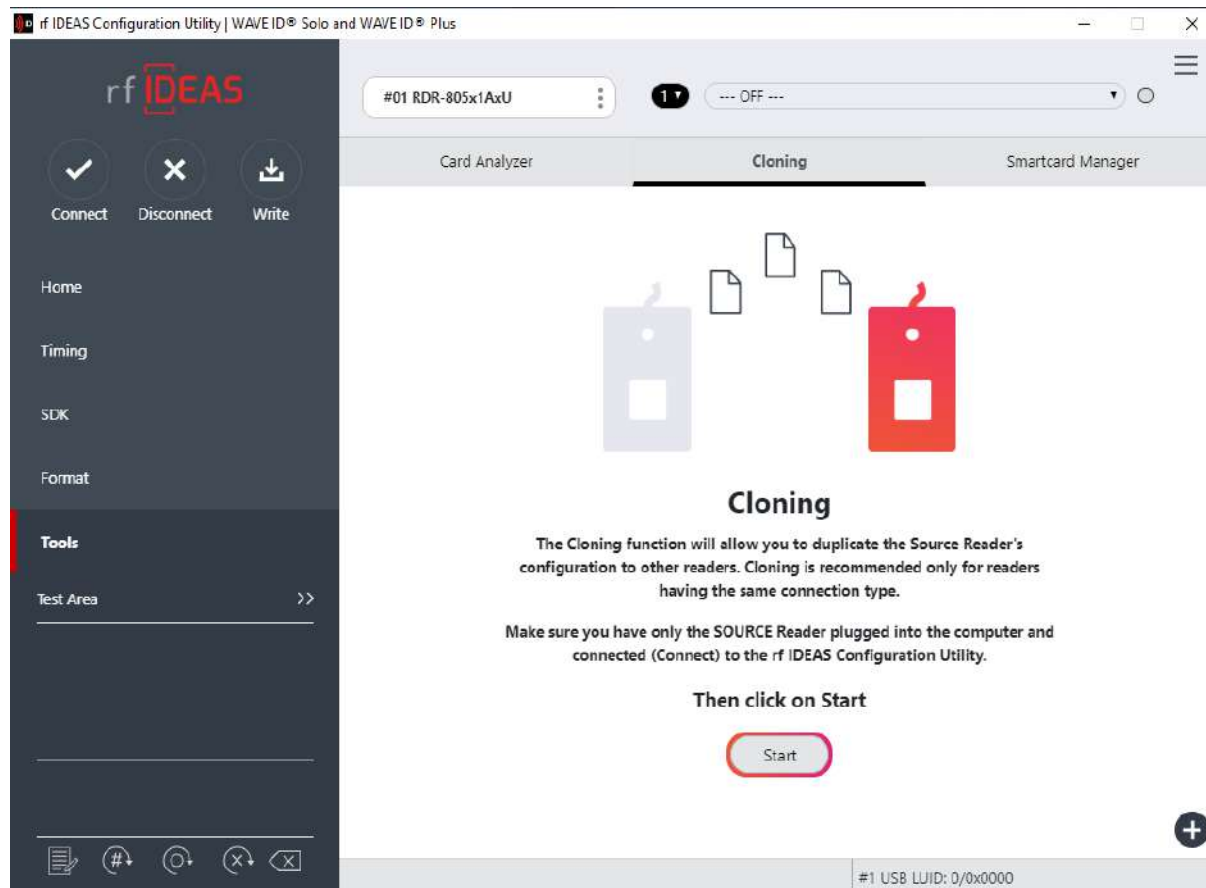 rf IDEAS Configuration Utility | WAVE ID® Solo and WAVE ID® Plus
rf IDEAS
#01 RDR-805x1AxU
1
--- OFF ---
Connect
Disconnect
Write
Card Analyzer
Cloning
Smartcard Manager
Home
Timing
SDK
Format
Tools
Test Area >>
Cloning
The Cloning function will allow you to duplicate the Source Reader's
configuration to other readers. Cloning is recommended only for readers
having the same connection type.
Make sure you have only the SOURCE Reader plugged into the computer and
connected (Connect) to the rf IDEAS Configuration Utility.
Then click on Start
Start
#1 USB LUID: 0/0x0000